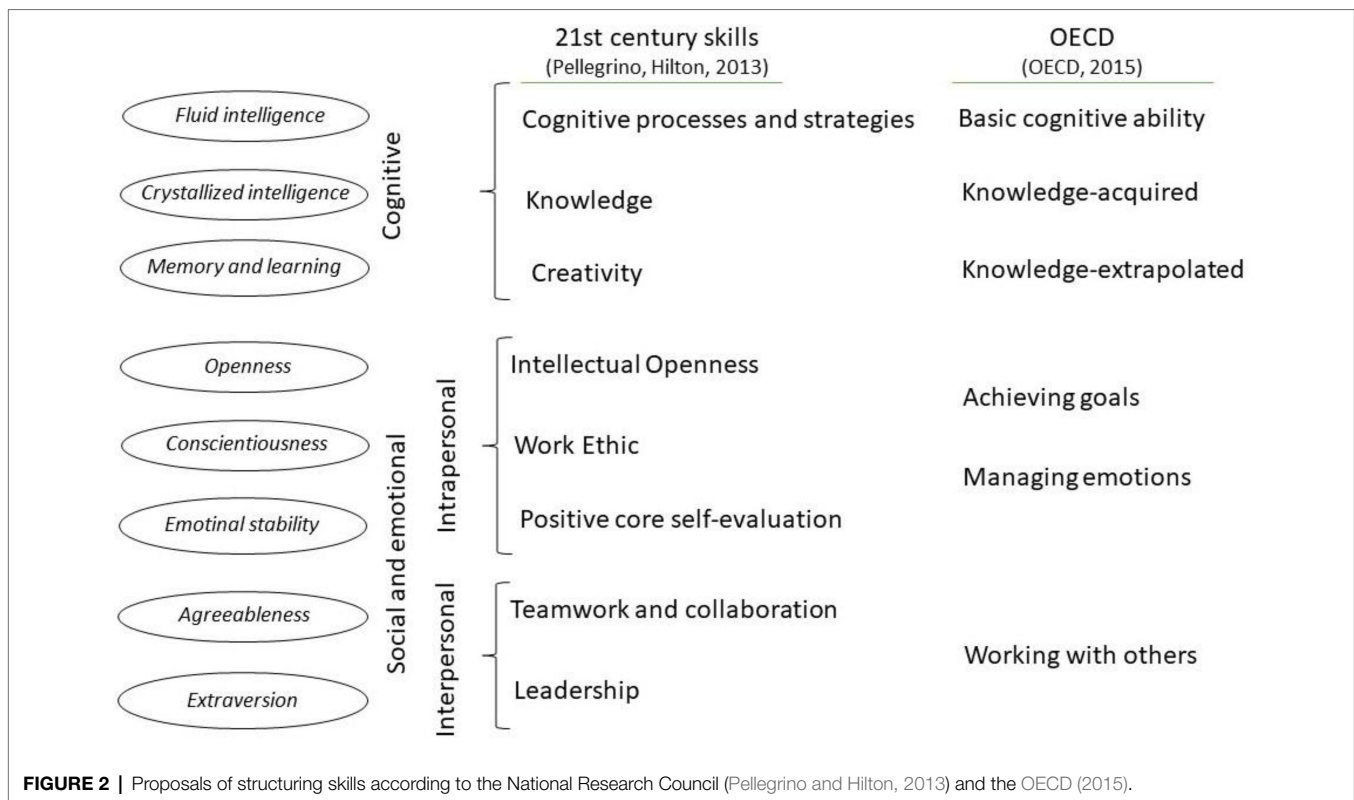 21st century skills
(Pellegrino, Hilton, 2013)
OECD
(OECD, 2015)
Fluid intelligence
Crystallized intelligence
Memory and learning
Cognitive
Cognitive processes and strategies
Knowledge
Creativity
Basic cognitive ability
Knowledge-acquired
Knowledge-extrapolated
Openness
Conscientiousness
Emotinal stability
Agreeableness
Extraversion
Social and emotional
Intrapersonal
Intellectual Openness
Work Ethic
Positive core self-evaluation
Achieving goals
Managing emotions
Interpersonal
Teamwork and collaboration
Leadership
Working with others
FIGURE 2 | Proposals of structuring skills according to the National Research Council (Pellegrino and Hilton, 2013) and the OECD (2015).